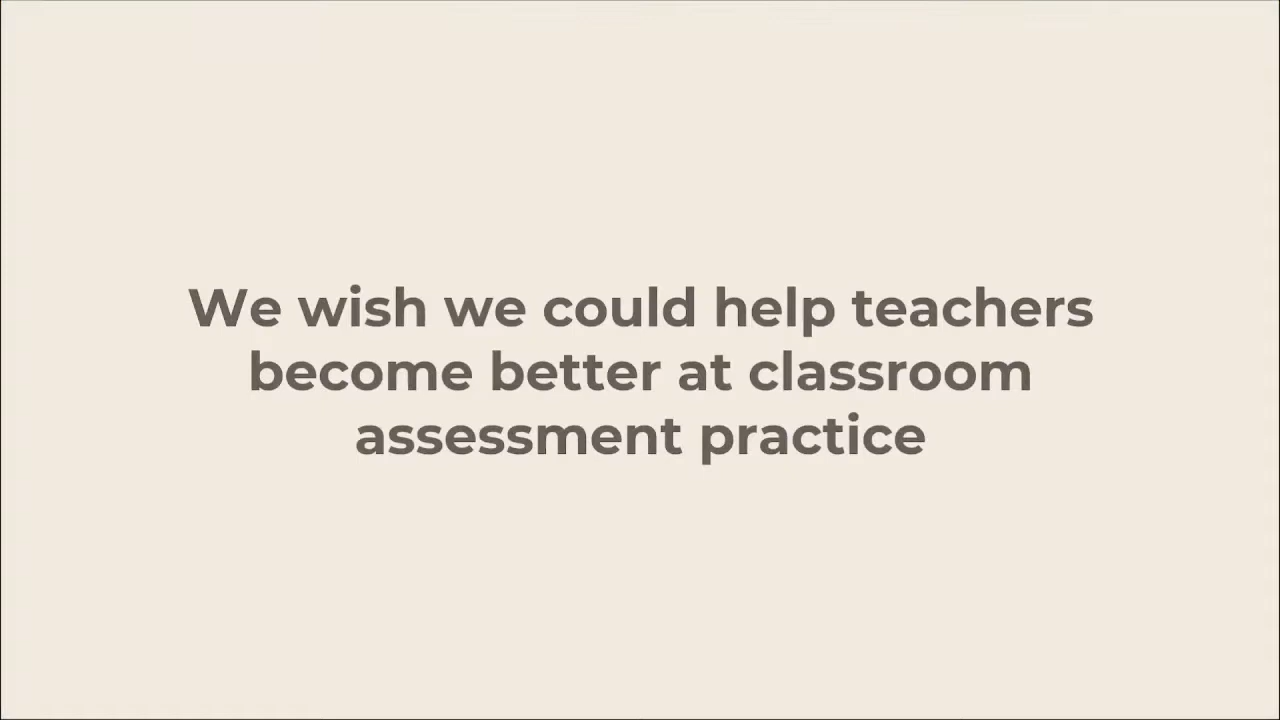 We wish we could help teachers
become better at classroom
assessment practice